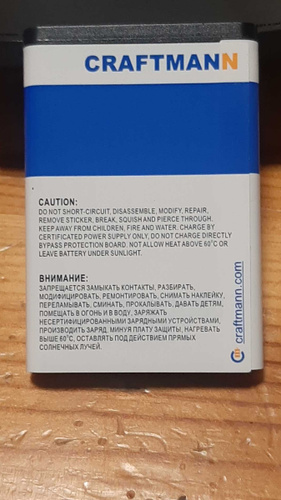 CRAFTMANN
CAUTION:
DO NOT SHORT-CIRCUIT, DISASSEMBLE, MODIFY, REPAIR,
REMOVE STICKER, BREAK, SQUISH AND PIERCE THROUGH.
KEEP AWAY FROM CHILDREN, FIRE AND WATER. CHARGE BY
CERTIFICATED POWER SUPPLY ONLY, DO NOT CHARGE DIRECTLY
BYPASS PROTECTION BOARD. NOT ALLOW HEAT ABOVE 60°C OR
LEAVE BATTERY UNDER SUNLIGHT.
ВНИМАНИЕ:
ЗАПРЕЩАЕТСЯ ЗАМЫКАТЬ КОНТАКТЫ, РАЗБИРАТЬ,
МОДИФИЦИРОВАТЬ, РЕМОНТИРОВАТЬ, СНИМАТЬ НАКЛЕЙКУ,
ПЕРЕЛАМЫВАТЬ, СМИНАТЬ, ПРОКАЛЫВАТЬ, ДАВАТЬ ДЕТЯМ,
ПОМЕЩАТЬ В ОГОНЬ И В ВОДУ, ЗАРЯЖАТЬ
НЕСЕРТИФИЦИРОВАННЫМИ ЗАРЯДНЫМИ УСТРОЙСТВАМИ,
ПРОИЗВОДИТЬ ЗАРЯД, МИНУЯ ПЛАТУ ЗАЩИТЫ, НАГРЕВАТЬ
ВЫШЕ 60°C, ОСТАВЛЯТЬ ПОД ДЕЙСТВИЕМ ПРЯМЫХ
СОЛНЕЧНЫХ ЛУЧЕЙ.
craftmann.com